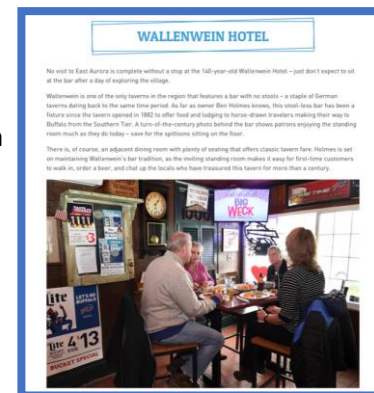 WALLENWEIN HOTEL
No visit to East Aurora is complete without a stop at the 140-year-old Wallenwein Hotel – just don't expect to sit
at the bar after a day of exploring the village.
Wallenwein is one of the only taverns in the region that features a bar with no stools – a staple of German
taverns dating back to the same time period. As far as owner Ben Holmes knows, this stool-less bar has been a
fixture since the tavern opened in 1882 to offer food and lodging to horse-drawn travelers making their way to
Buffalo from the Southern Tier. A turn-of-the-century photo behind the bar shows patrons enjoying the standing
room much as they do today – save for the spittoons sitting on the floor.
There is, of course, an adjacent dining room with plenty of seating that offers classic tavern fare. Holmes is set
on maintaining Wallenwein's bar tradition, as the inviting standing room makes it easy for first-time customers
to walk in, order a beer, and chat up the locals who have treasured this tavern for more than a century.
BIG
WECK
$3
lite
LET'S GO
BUFFALO
Lite 4 $13
FOR
BUCKET SPECIAL